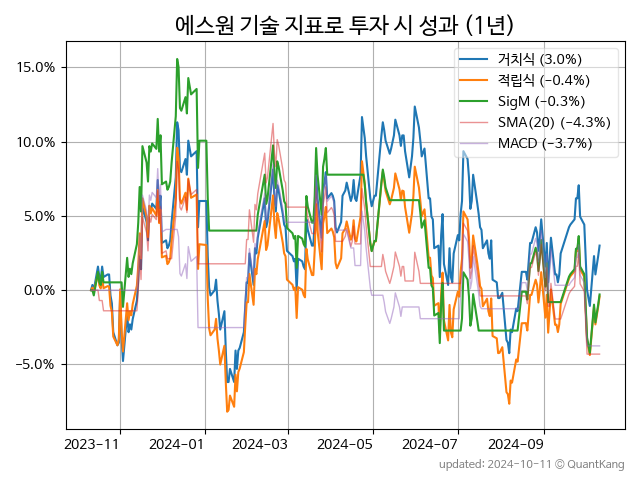 에스원 기술 지표로 투자 시 성과 (1년)
거치식 (3.0%)
적립식 (−0.4%)
SigM (−0.3%)
SMA(20) (−4.3%)
MACD (−3.7%)
15.0%
10.0%
5.0%
0.0%
−5.0%
2023-11 2024-01 2024-03 2024-05 2024-07 2024-09
updated: 2024-10-11 © QuantKang